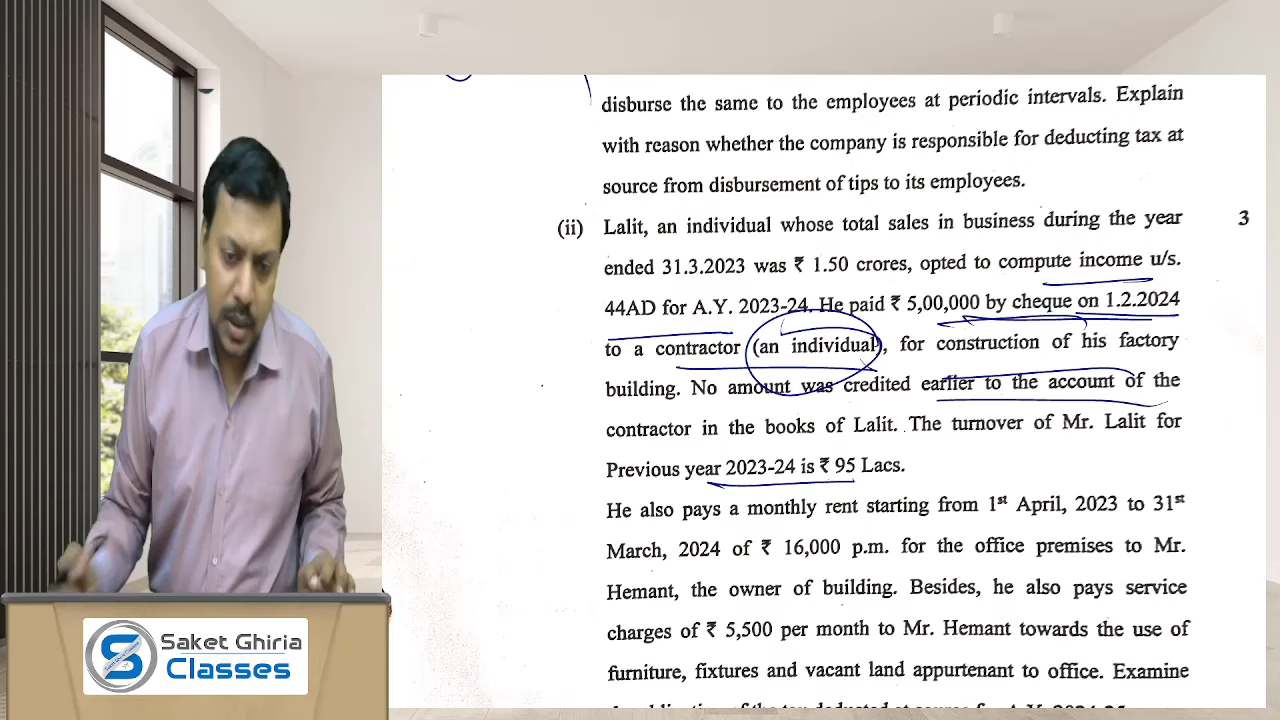 disburse the same to the employees at periodic intervals. Explain
with reason whether the company is responsible for deducting tax at
source from disbursement of tips to its employees.
(ii) Lalit, an individual whose total sales in business during the year 3
ended 31.3.2023 was ₹ 1.50 crores, opted to compute income u/s.
44AD for A.Y. 2023-24. He paid ₹ 5,00,000 by cheque on 1.2.2024
to a contractor (an individual), for construction of his factory
building. No amount was credited earlier to the account of the
contractor in the books of Lalit. The turnover of Mr. Lalit for
Previous year 2023-24 is ₹ 95 Lacs.
He also pays a monthly rent starting from 1st April, 2023 to 31st
March, 2024 of ₹ 16,000 p.m. for the office premises to Mr.
Hemant, the owner of building. Besides, he also pays service
charges of ₹ 5,500 per month to Mr. Hemant towards the use of
furniture, fixtures and vacant land appurtenant to office. Examine
Saket Ghiria
Classes